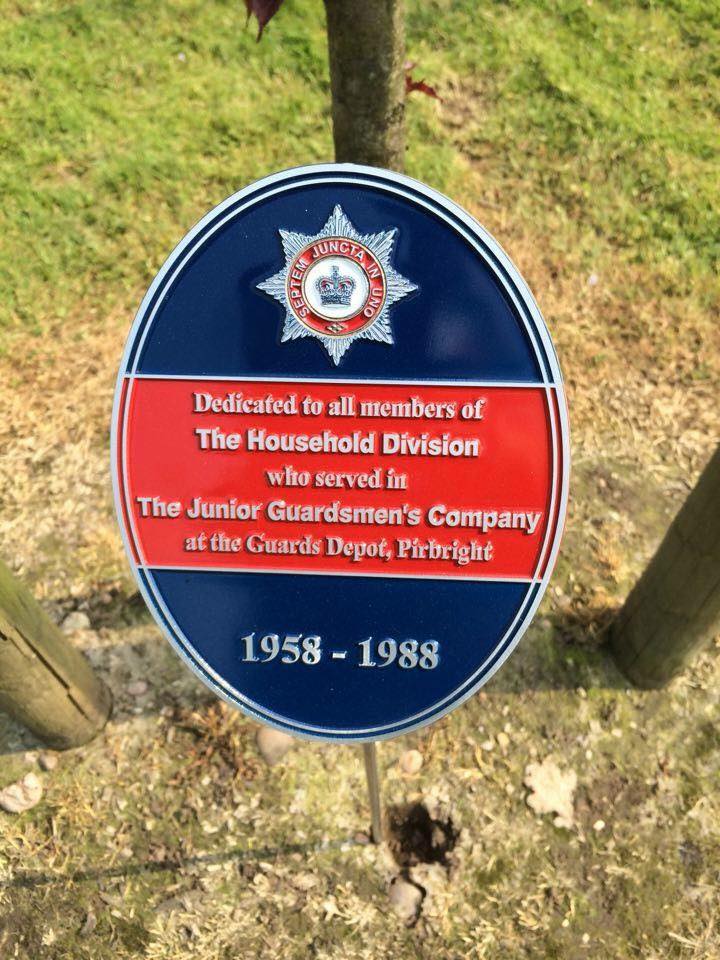 SEPTEM JUNCTA IN UNO
Dedicated to all members of
The Household Division
who served in
The Junior Guardsmen's Company
at the Guards Depot, Pirbright
1958 - 1988